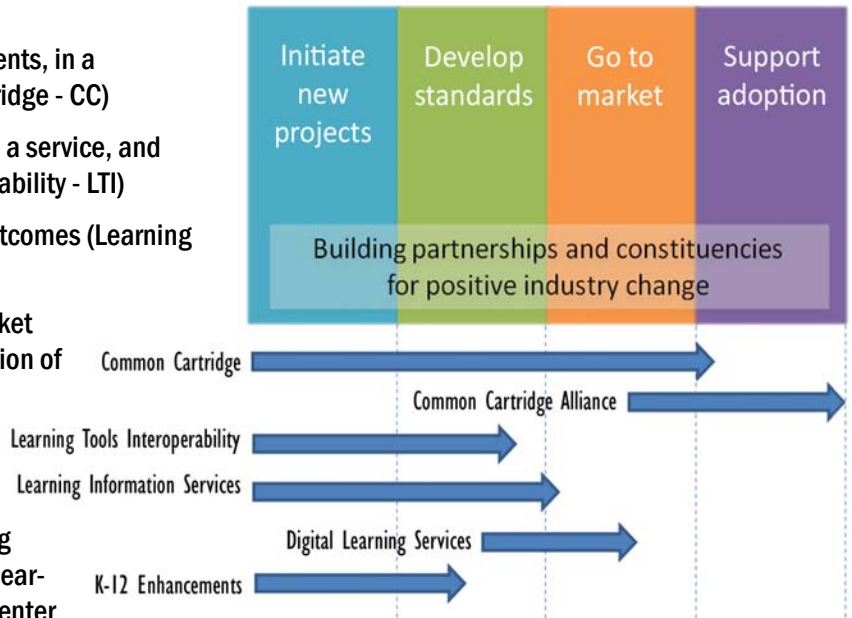 ents, in a
ridge - CC)
a service, and
ability - LTI)
tcomes (Learning
ket
ion of
g
ear-
enter
Initiate
new
projects
Develop
standards
Go to
market
Support
adoption
Building partnerships and constituencies
for positive industry change
Common Cartridge
Common Cartridge Alliance
Learning Tools Interoperability
Learning Information Services
Digital Learning Services
K-12 Enhancements